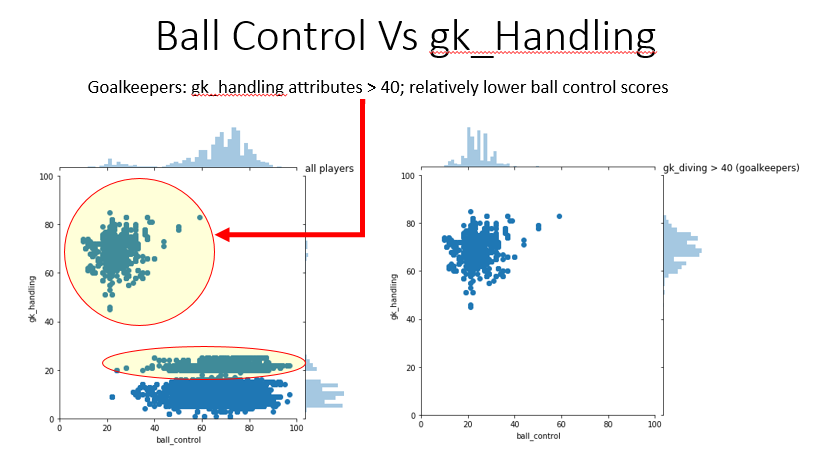 Ball Control Vs gk_Handling
Goalkeepers: gk_handling attributes > 40; relatively lower ball control scores
all players
100
80
60
40
20
0
gk_handling
0 20 40 60 80 100
ball_control
gk_diving > 40 (goalkeepers)
100
80
60
40
20
0
gk_handling
0 20 40 60 80 100
ball_control